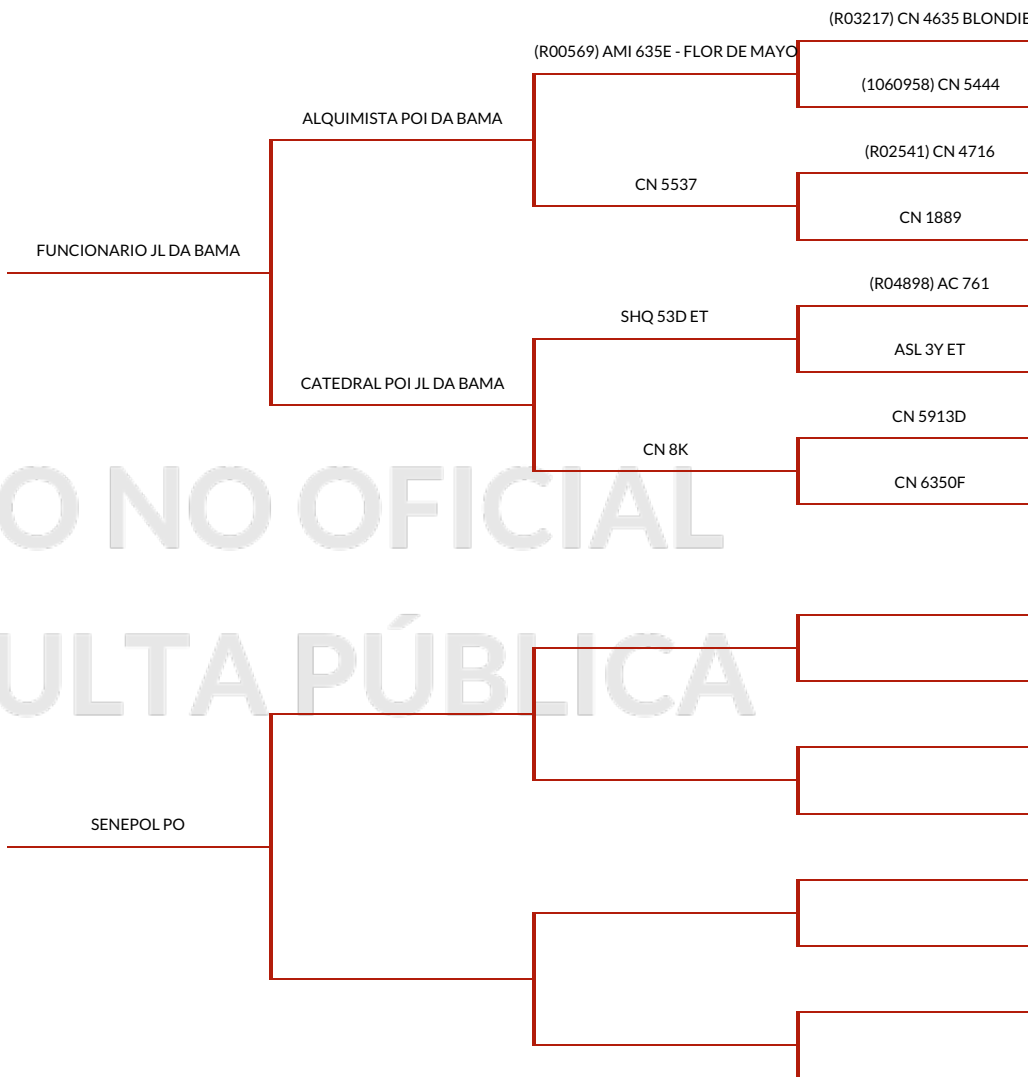 (R03217) CN 4635 BLONDIE
(R00569) AMI 635E - FLOR DE MAYO
(1060958) CN 5444
ALQUIMISTA POI DA BAMA
(R02541) CN 4716
CN 5537
CN 1889
FUNCIONARIO JL DA BAMA
(R04898) AC 761
SHQ 53D ET
ASL 3Y ET
CATEDRAL POI JL DA BAMA
CN 5913D
CN 8K
CN 6350F
O NO OFICIAL
ULTA PÚBLICA
SENEPOL PO